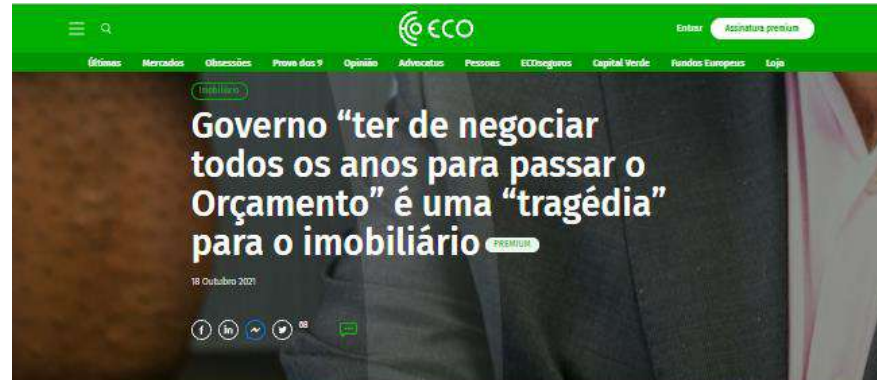 ECO
Entrar Assinatura premium
Últimas Mercados Obsessões Prova dos 9 Opinião Advocatus Pessoas ECOseguros Capital Verde Fundos Europeus Loja
Imobiliário
Governo “ter de negociar
todos os anos para passar o
Orçamento” é uma “tragédia”
para o imobiliário PREMIUM
18 Outubro 2021
68